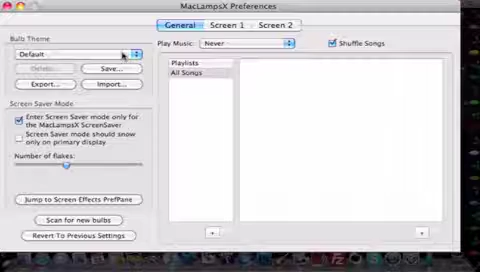 MacLampsX Preferences
General
Screen 1
Screen 2
Bulb Theme
Default
Delete...
Save...
Export...
Import...
Screen Saver Mode
Enter Screen Saver mode only for
the MacLampsX ScreenSaver
Screen Saver mode should snow
only on primary display
Number of flakes:
Jump to Screen Effects PrefPane
Scan for new bulbs
Revert To Previous Settings
Play Music:
Never
Shuffle Songs
Playlists
All Songs
+
+